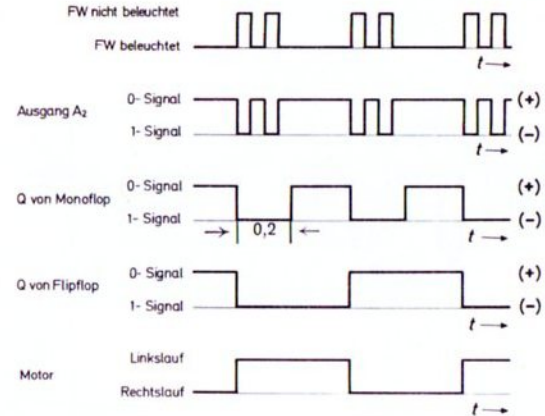 FW nicht beleuchtet
FW beleuchtet
t
Ausgang A₂
0- Signal
(+)
1- Signal
(-)
t
Q von Monoflop
0- Signal
(+)
1- Signal
(-)
0,2
t
Q von Flipflop
0- Signal
(+)
1- Signal
(-)
t
Motor
Linkslauf
Rechtslauf
t